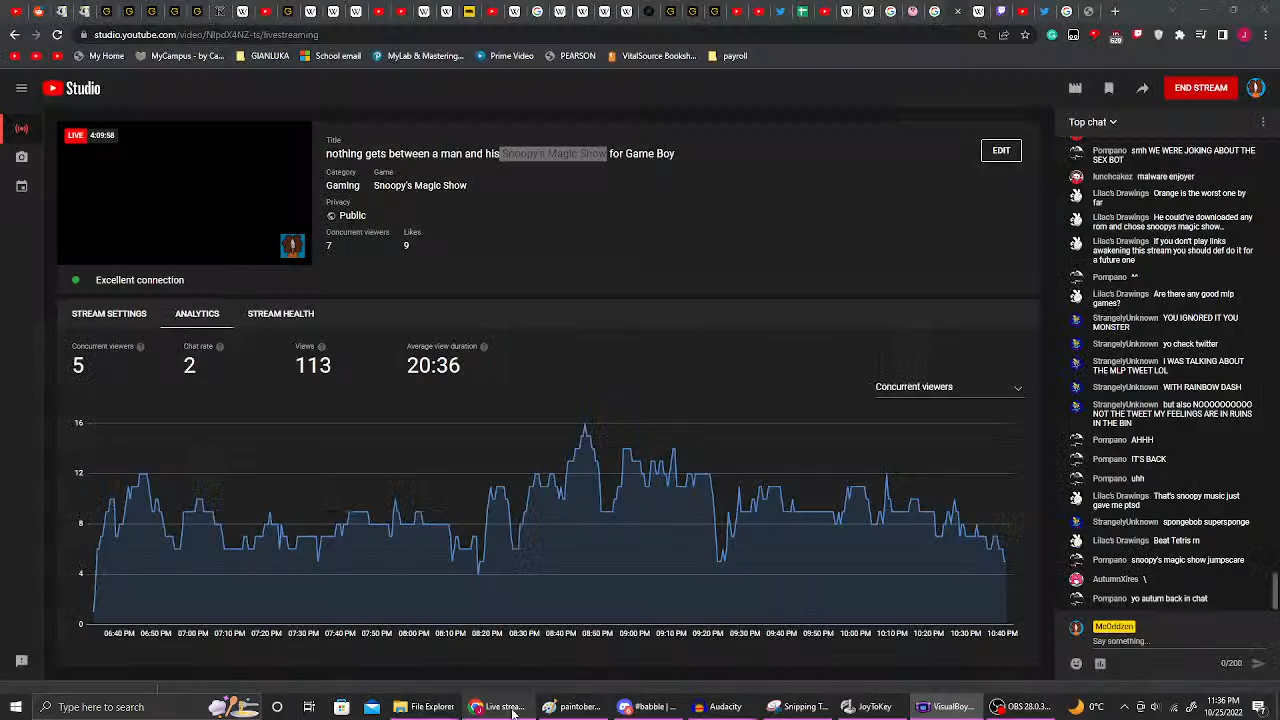 studio.youtube.com/video/NlpdX4NZ-ts/livestreaming
My Home
MyCampus - by Ca...
GIANLUKA
School email
MyLab & Mastering...
Prime Video
PEARSON
VitalSource Booksh...
payroll
Studio
END STREAM
LIVE 4:09:58
Title
nothing gets between a man and his Snoopy's Magic Show for Game Boy
EDIT
Category Game
Gaming Snoopy's Magic Show
Privacy
Public
Concurrent viewers Likes
7 9
Excellent connection
STREAM SETTINGS ANALYTICS STREAM HEALTH
Concurrent viewers Chat rate Views Average view duration
5 2 113 20:36
Concurrent viewers
16
12
8
4
0
06:40 PM 06:50 PM 07:00 PM 07:10 PM 07:20 PM 07:30 PM 07:40 PM 07:50 PM 08:00 PM 08:10 PM 08:20 PM 08:30 PM 08:40 PM 08:50 PM 09:00 PM 09:10 PM 09:20 PM 09:30 PM 09:40 PM 09:50 PM 10:00 PM 10:10 PM 10:20 PM 10:30 PM 10:40 PM
Top chat
Pompano smh WE WERE JOKING ABOUT THE
SEX BOT
lunchcakez malware enjoyer
Lilac's Drawings Orange is the worst one by
far
Lilac's Drawings He could've downloaded any
rom and chose snoopys magic show...
Lilac's Drawings If you don't play links
awakening this stream you should def do it for
a future one
Pompano ^^
Lilac's Drawings Are there any good mlp
games?
StrangelyUnknown YOU IGNORED IT YOU
MONSTER
StrangelyUnknown yo check twitter
StrangelyUnknown I WAS TALKING ABOUT
THE MLP TWEET LOL
StrangelyUnknown WITH RAINBOW DASH
StrangelyUnknown but also NOOOOOOOOOO
NOT THE TWEET MY FEELINGS ARE IN RUINS
IN THE BIN
Pompano AHHH
Pompano IT'S BACK
Pompano uhh
Lilac's Drawings That's snoopy music just
gave me ptsd
StrangelyUnknown spongebob supersponge
Lilac's Drawings Beat Tetris rn
Pompano snoopy's magic show jumpscare
AutumnXires \
Pompano yo autum back in chat
McOddzen
Say something...
0/200
Type here to search
File Explorer
Live strea...
paintober...
#babble | ...
Audacity
Snipping T...
JoyToKey
VisualBoy...
OBS 28.0....
0°C
11:36 PM
10/25/2022